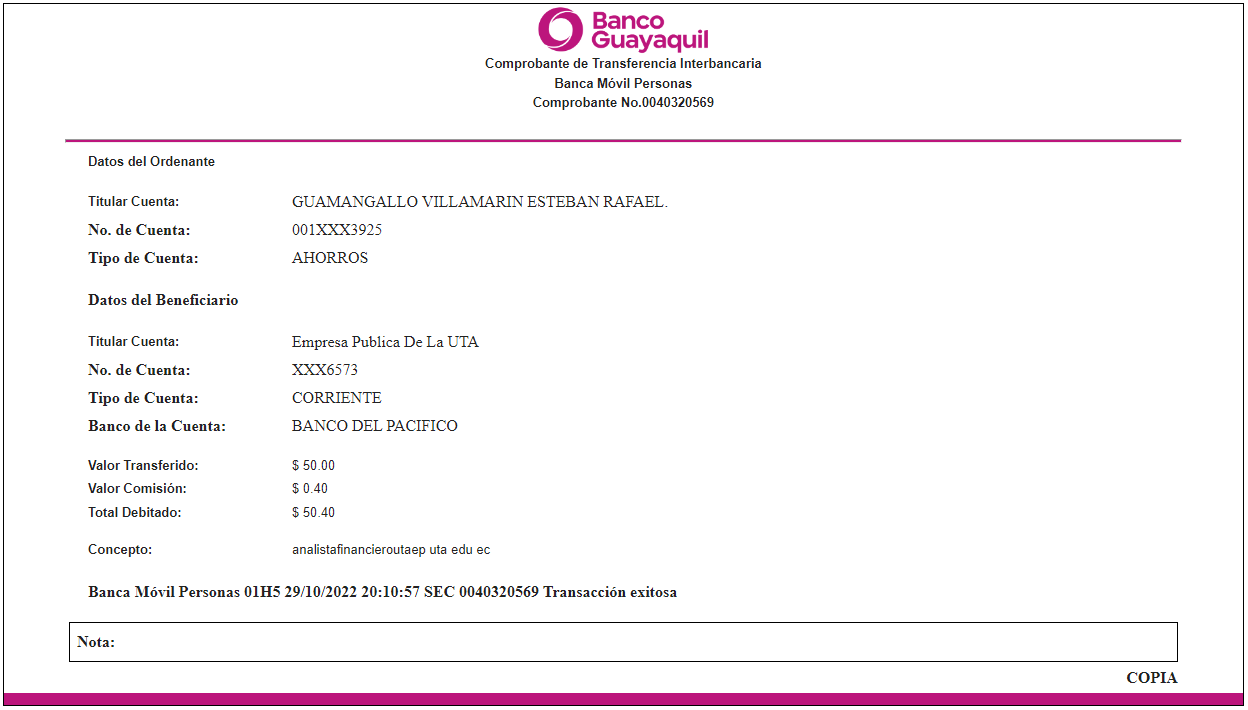 Banco
Guayaquil
Comprobante de Transferencia Interbancaria
Banca Móvil Personas
Comprobante No.0040320569
Datos del Ordenante
Titular Cuenta: GUAMANGALLO VILLAMARIN ESTEBAN RAFAEL.
No. de Cuenta: 001XXX3925
Tipo de Cuenta: AHORROS
Datos del Beneficiario
Titular Cuenta: Empresa Publica De La UTA
No. de Cuenta: XXX6573
Tipo de Cuenta: CORRIENTE
Banco de la Cuenta: BANCO DEL PACIFICO
Valor Transferido: $ 50.00
Valor Comisión: $ 0.40
Total Debitado: $ 50.40
Concepto: analistafinancieroutaep uta edu ec
Banca Móvil Personas 01H5 29/10/2022 20:10:57 SEC 0040320569 Transacción exitosa
Nota:
COPIA